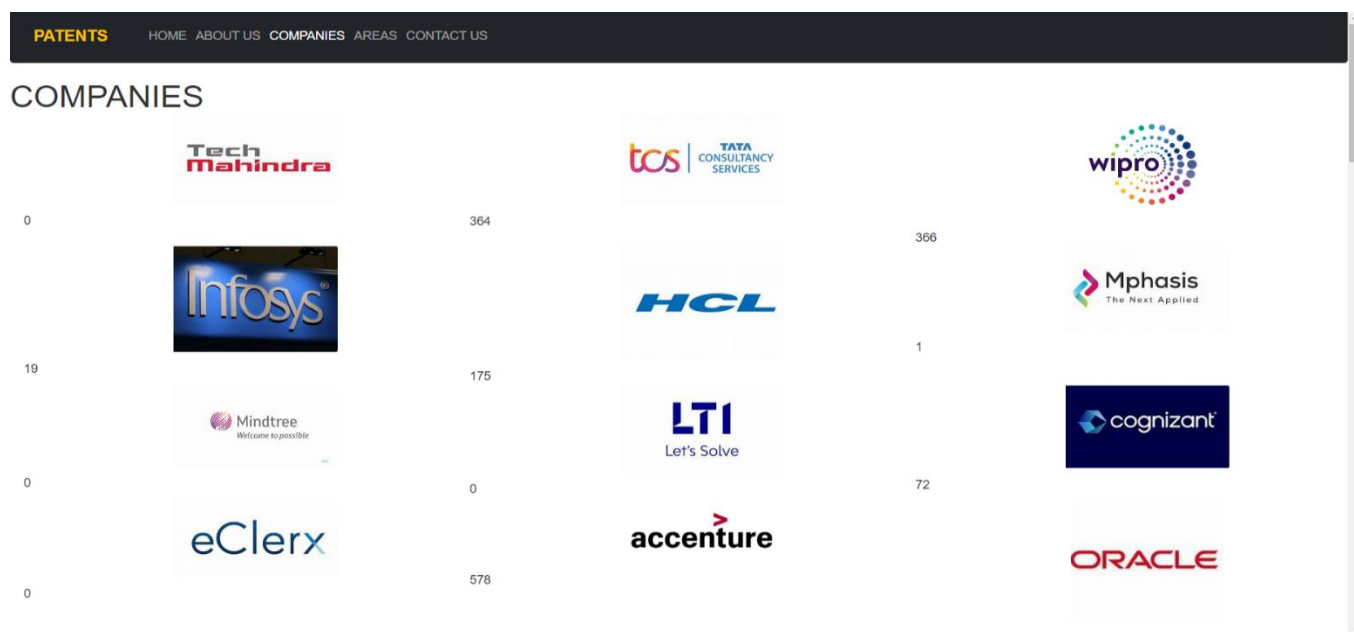 PATENTS HOME ABOUT US COMPANIES AREAS CONTACT US
COMPANIES
Tech
Mahindra
tcs TATA
CONSULTANCY
SERVICES
wipro
0
364
366
Infosys®
HCL
Mphasis
The Next Applied
19
175
1
Mindtree
Welcome to possible
LTI
Let's Solve
cognizant
0
0
72
eClerx
accenture
ORACLE
0
578